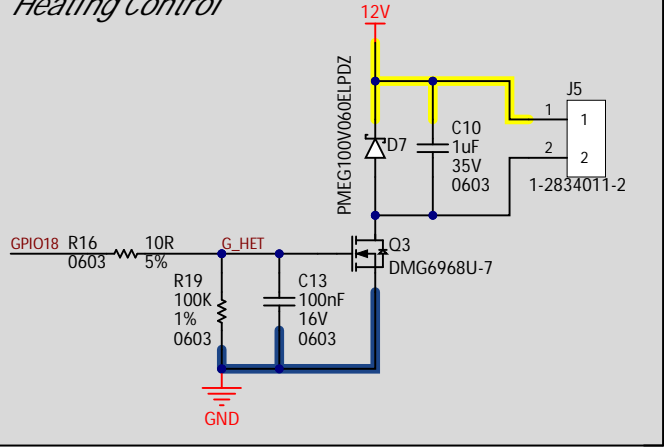 Heating Control
12V
PMEG100V060ELPDZ
D7
C10
1uF
35V
0603
J5
1
1
2
2
1-2834011-2
GPIO18
R16
0603
10R
5%
G_HET
Q3
DMG6968U-7
R19
100K
1%
0603
C13
100nF
16V
0603
GND